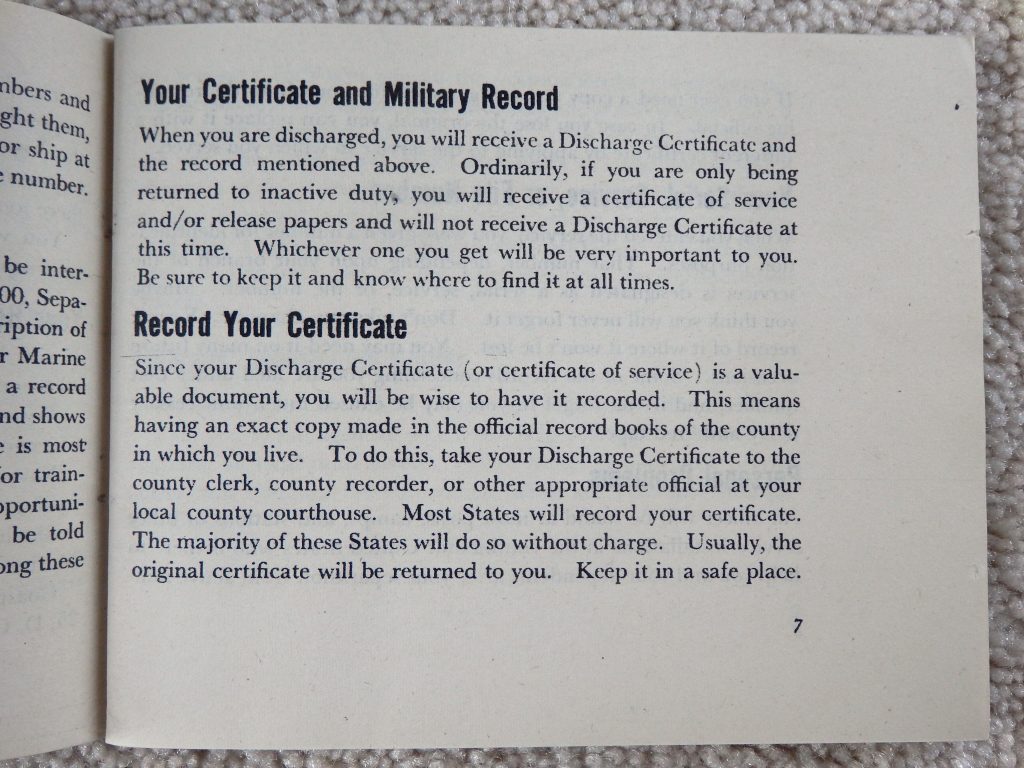 mbers and
ght them,
or ship at
number.
be inter-
00, Sepa-
ription of
r Marine
a record
nd shows
is most
for train-
pportuni-
be told
ong these
Your Certificate and Military Record
When you are discharged, you will receive a Discharge Certificate and
the record mentioned above. Ordinarily, if you are only being
returned to inactive duty, you will receive a certificate of service
and/or release papers and will not receive a Discharge Certificate at
this time. Whichever one you get will be very important to you.
Be sure to keep it and know where to find it at all times.
Record Your Certificate
Since your Discharge Certificate (or certificate of service) is a valu-
able document, you will be wise to have it recorded. This means
having an exact copy made in the official record books of the county
in which you live. To do this, take your Discharge Certificate to the
county clerk, county recorder, or other appropriate official at your
local county courthouse. Most States will record your certificate.
The majority of these States will do so without charge. Usually, the
original certificate will be returned to you. Keep it in a safe place.
7